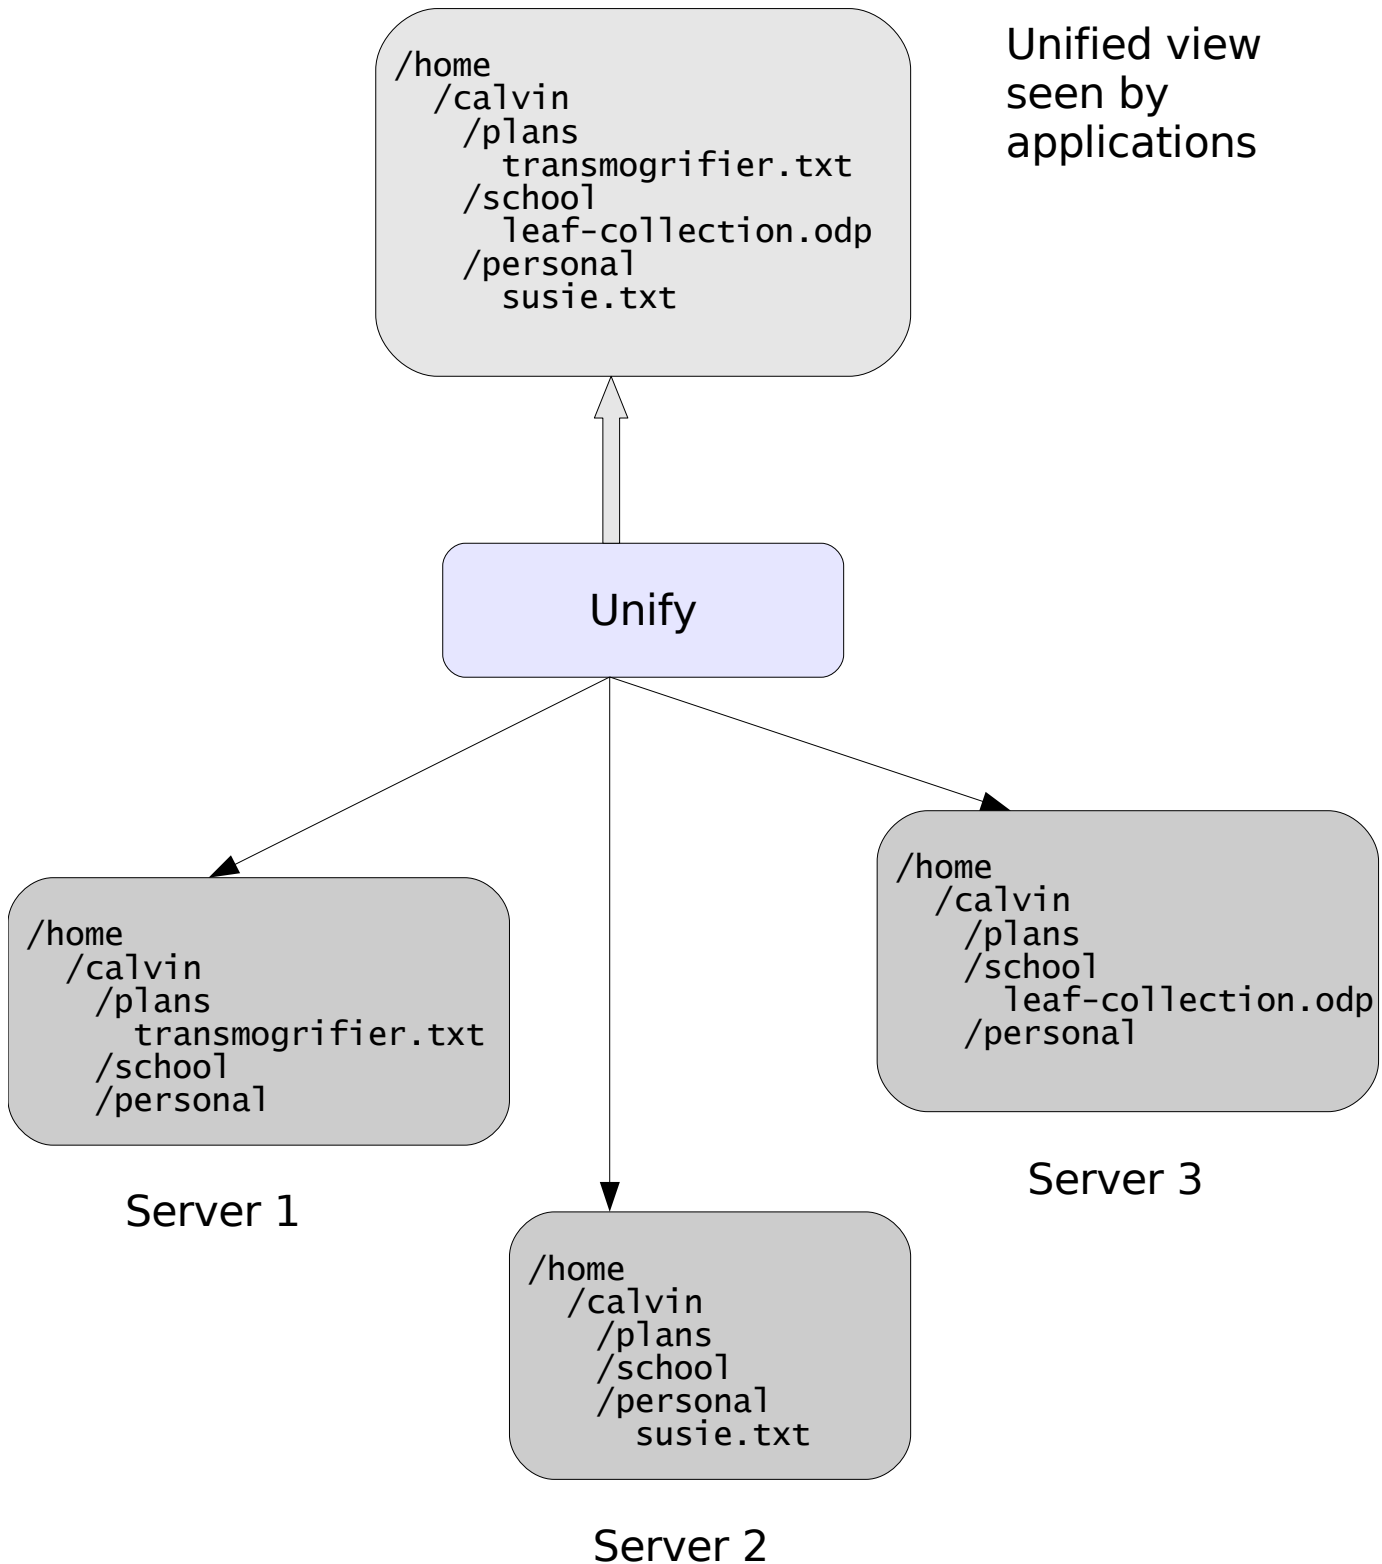 /home
/calvin
/plans
transmogrifier.txt
/school
leaf-collection.odp
/personal
susie.txt
Unified view
seen by
applications
Unify
/home
/calvin
/plans
transmogrifier.txt
/school
/personal
Server 1
/home
/calvin
/plans
/school
/personal
susie.txt
Server 2
/home
/calvin
/plans
/school
leaf-collection.odp
/personal
Server 3